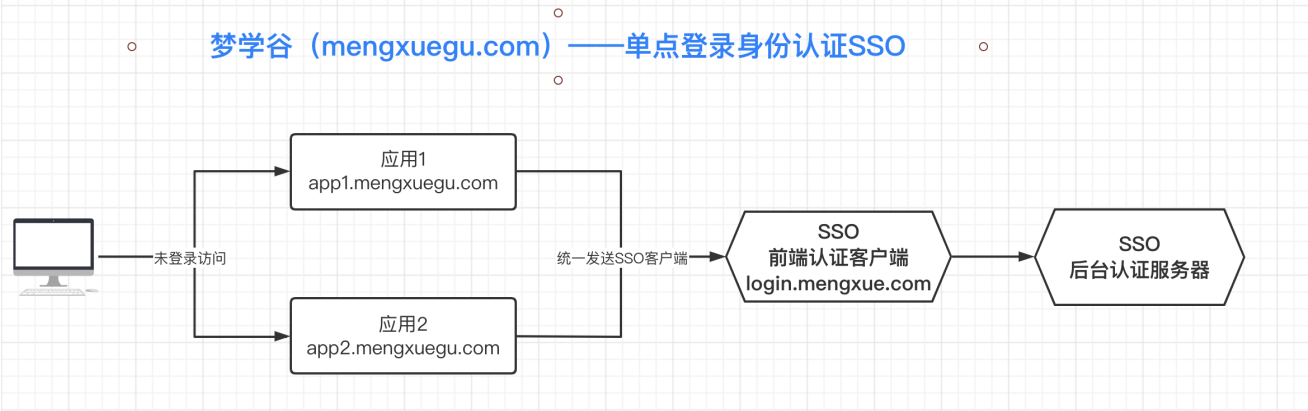 梦学谷（mengxuegu.com）——单点登录身份认证SSO
应用1
app1.mengxuegu.com
未登录访问
统一发送SSO客户端
SSO
前端认证客户端
login.mengxue.com
SSO
后台认证服务器
应用2
app2.mengxuegu.com